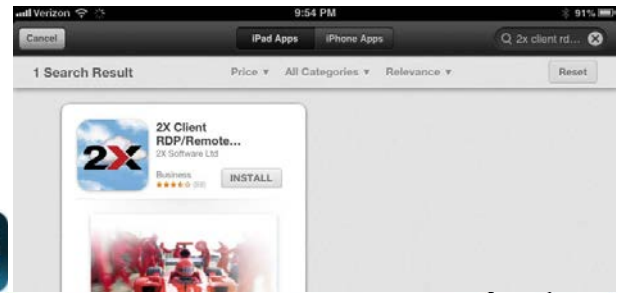 Verizon 9:54 PM 91%
Cancel iPad Apps iPhone Apps 2x client rd...
1 Search Result Price ▼ All Categories ▼ Relevance ▼ Reset
2X
2X Client
RDP/Remote...
2X Software Ltd
Business
INSTALL